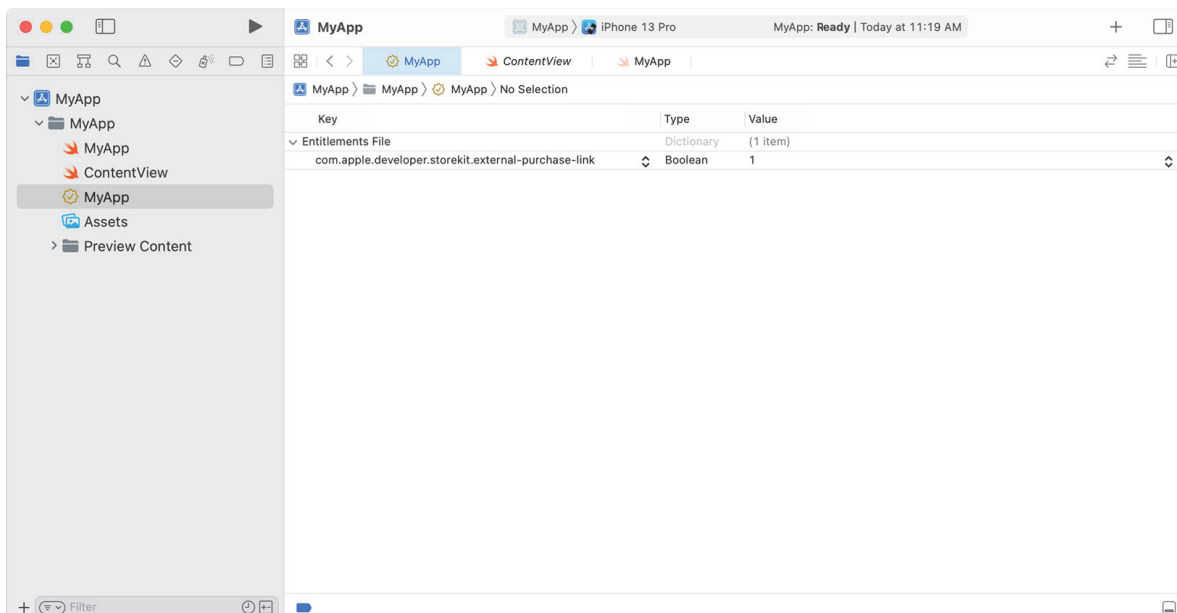 MyApp
MyApp 〉 iPhone 13 Pro
MyApp: Ready | Today at 11:19 AM
MyApp
ContentView
MyApp
MyApp 〉 MyApp 〉 MyApp 〉 No Selection
MyApp
MyApp
MyApp
ContentView
MyApp
Assets
Preview Content
Key Type Value
Entitlements File Dictionary (1 item)
com.apple.developer.storekit.external-purchase-link Boolean 1
Filter